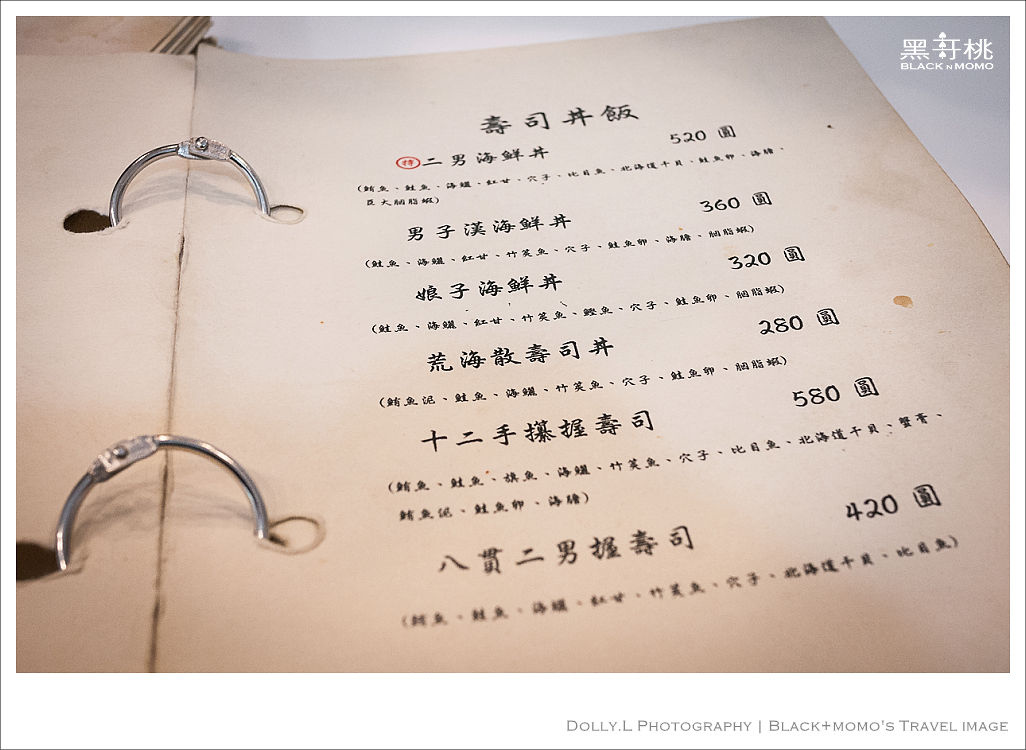 黑軒桃
BLACK N MOMO
壽司丼飯
特 二男海鮮丼 520 圓
(鮪魚、鮭魚、海鱺、紅甘、穴子、比目魚、北海道干貝、鮭魚卵、海膽、
巨大胭脂蝦)
男子漢海鮮丼 360 圓
(鮭魚、海鱺、紅甘、竹筴魚、穴子、鮭魚卵、海膽、胭脂蝦)
娘子海鮮丼 320 圓
(鮭魚、海鱺、紅甘、竹筴魚、鰹魚、穴子、鮭魚卵、胭脂蝦)
荒海散壽司丼 280 圓
(鮪魚泥、鮭魚、海鱺、竹筴魚、穴子、鮭魚卵、胭脂蝦)
十二手攥握壽司 580 圓
(鮪魚、鮭魚、旗魚、海鱺、竹筴魚、穴子、比目魚、北海道干貝、蟹膏、
鮪魚泥、鮭魚卵、海膽)
八貫二男握壽司 420 圓
(鮪魚、鮭魚、海鱺、紅甘、竹筴魚、穴子、北海道干貝、比目魚)
DOLLY.L PHOTOGRAPHY | BLACK+MOMO'S TRAVEL IMAGE